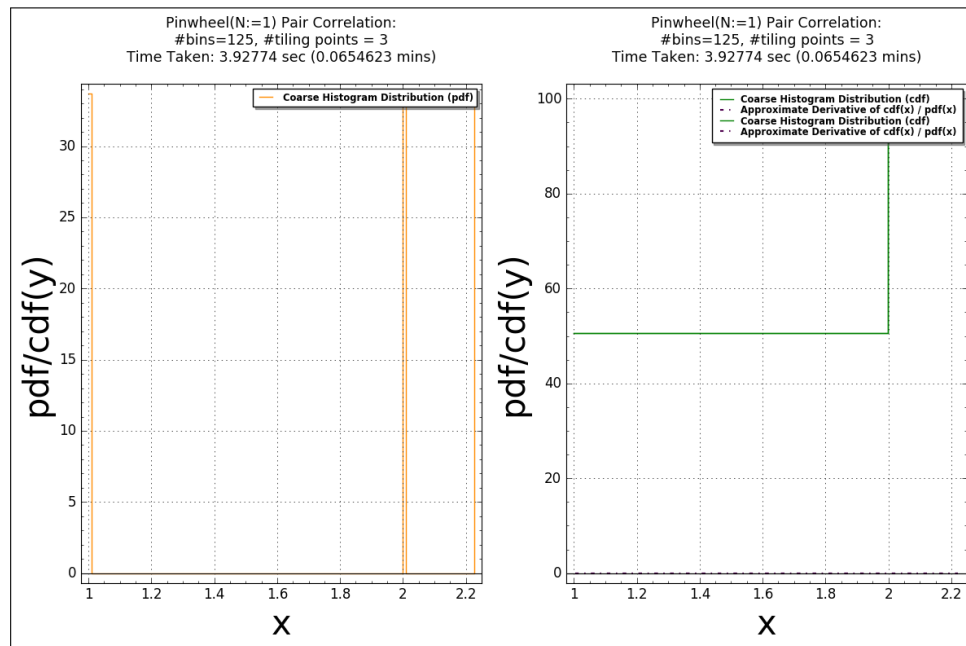 Pinwheel(N:=1) Pair Correlation:
#bins=125, #tiling points = 3
Time Taken: 3.92774 sec (0.0654623 mins)
Coarse Histogram Distribution (pdf)
30
25
20
15
10
5
0
pdf/cdf(y)
1 1.2 1.4 1.6 1.8 2 2.2
x
Pinwheel(N:=1) Pair Correlation:
#bins=125, #tiling points = 3
Time Taken: 3.92774 sec (0.0654623 mins)
Coarse Histogram Distribution (cdf)
Approximate Derivative of cdf(x) / pdf(x)
Coarse Histogram Distribution (cdf)
Approximate Derivative of cdf(x) / pdf(x)
100
80
60
40
20
0
pdf/cdf(y)
1 1.2 1.4 1.6 1.8 2 2.2
x